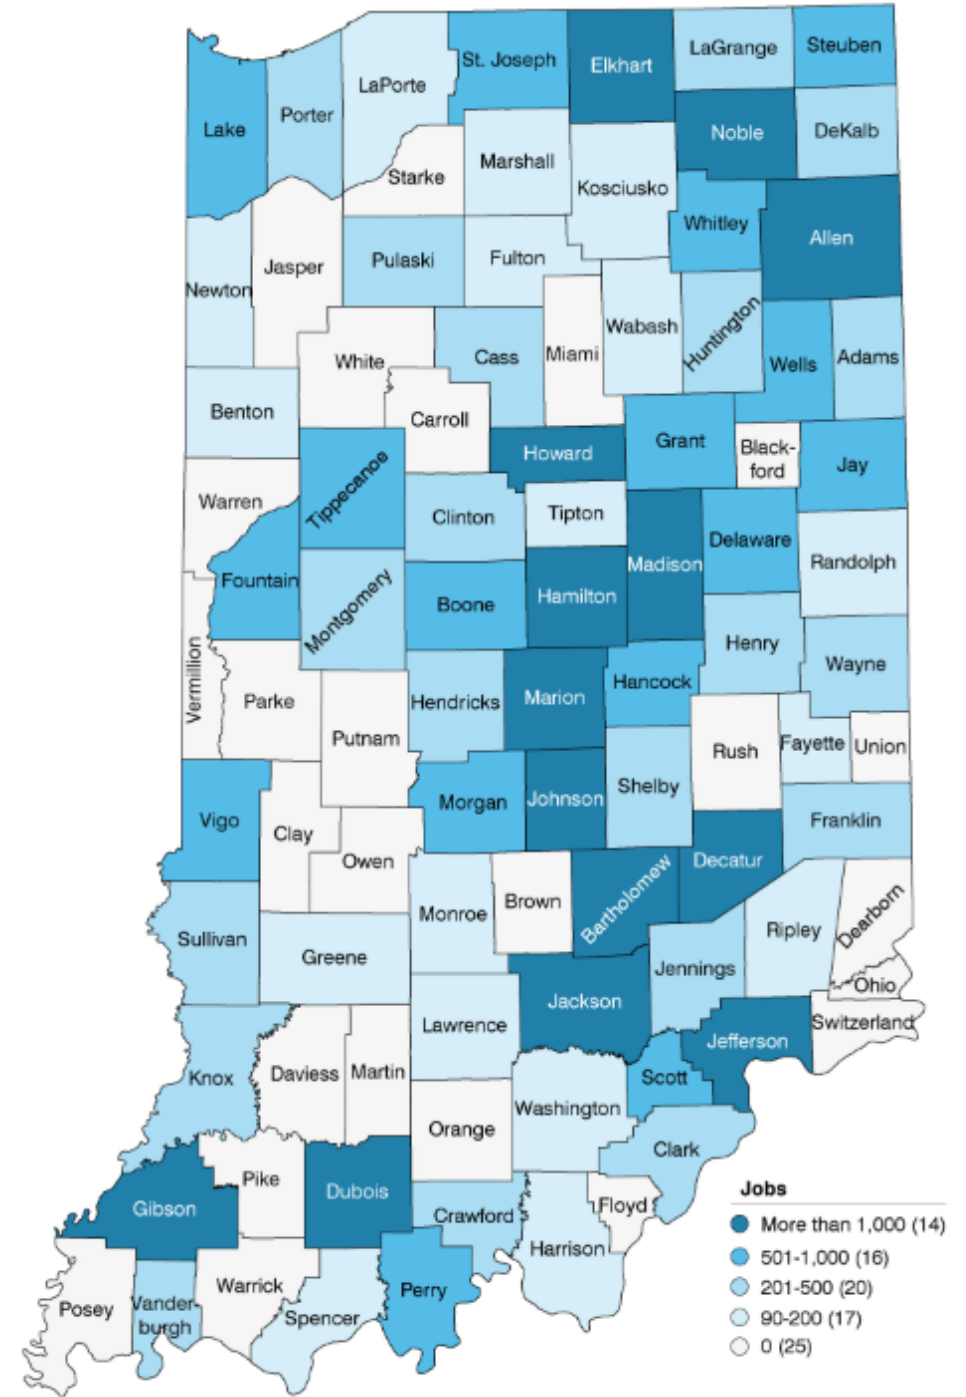 St. Joseph
Elkhart
LaGrange
Steuben
LaPorte
Porter
Lake
Noble
DeKalb
Marshall
Starke
Kosciusko
Whitley
Allen
Pulaski
Fulton
Jasper
Newton
Wabash
Huntington
Miami
White
Cass
Wells
Adams
Benton
Carroll
Grant
Black-
ford
Howard
Jay
Warren
Tippecanoe
Clinton
Tipton
Delaware
Madison
Randolph
Fountain
Montgomery
Boone
Hamilton
Henry
Wayne
Vermillion
Parke
Hendricks
Marion
Hancock
Putnam
Rush
Fayette
Union
Shelby
Morgan
Johnson
Vigo
Clay
Franklin
Owen
Decatur
Bartholomew
Brown
Monroe
Dearborn
Ripley
Sullivan
Greene
Jennings
Ohio
Jackson
Lawrence
Switzerland
Jefferson
Knox
Daviess
Martin
Scott
Washington
Orange
Clark
Pike
Dubois
Gibson
Crawford
Floyd
Harrison
Perry
Warrick
Posey
Vander-
burgh
Spencer
Jobs
More than 1,000 (14)
501-1,000 (16)
201-500 (20)
90-200 (17)
0 (25)